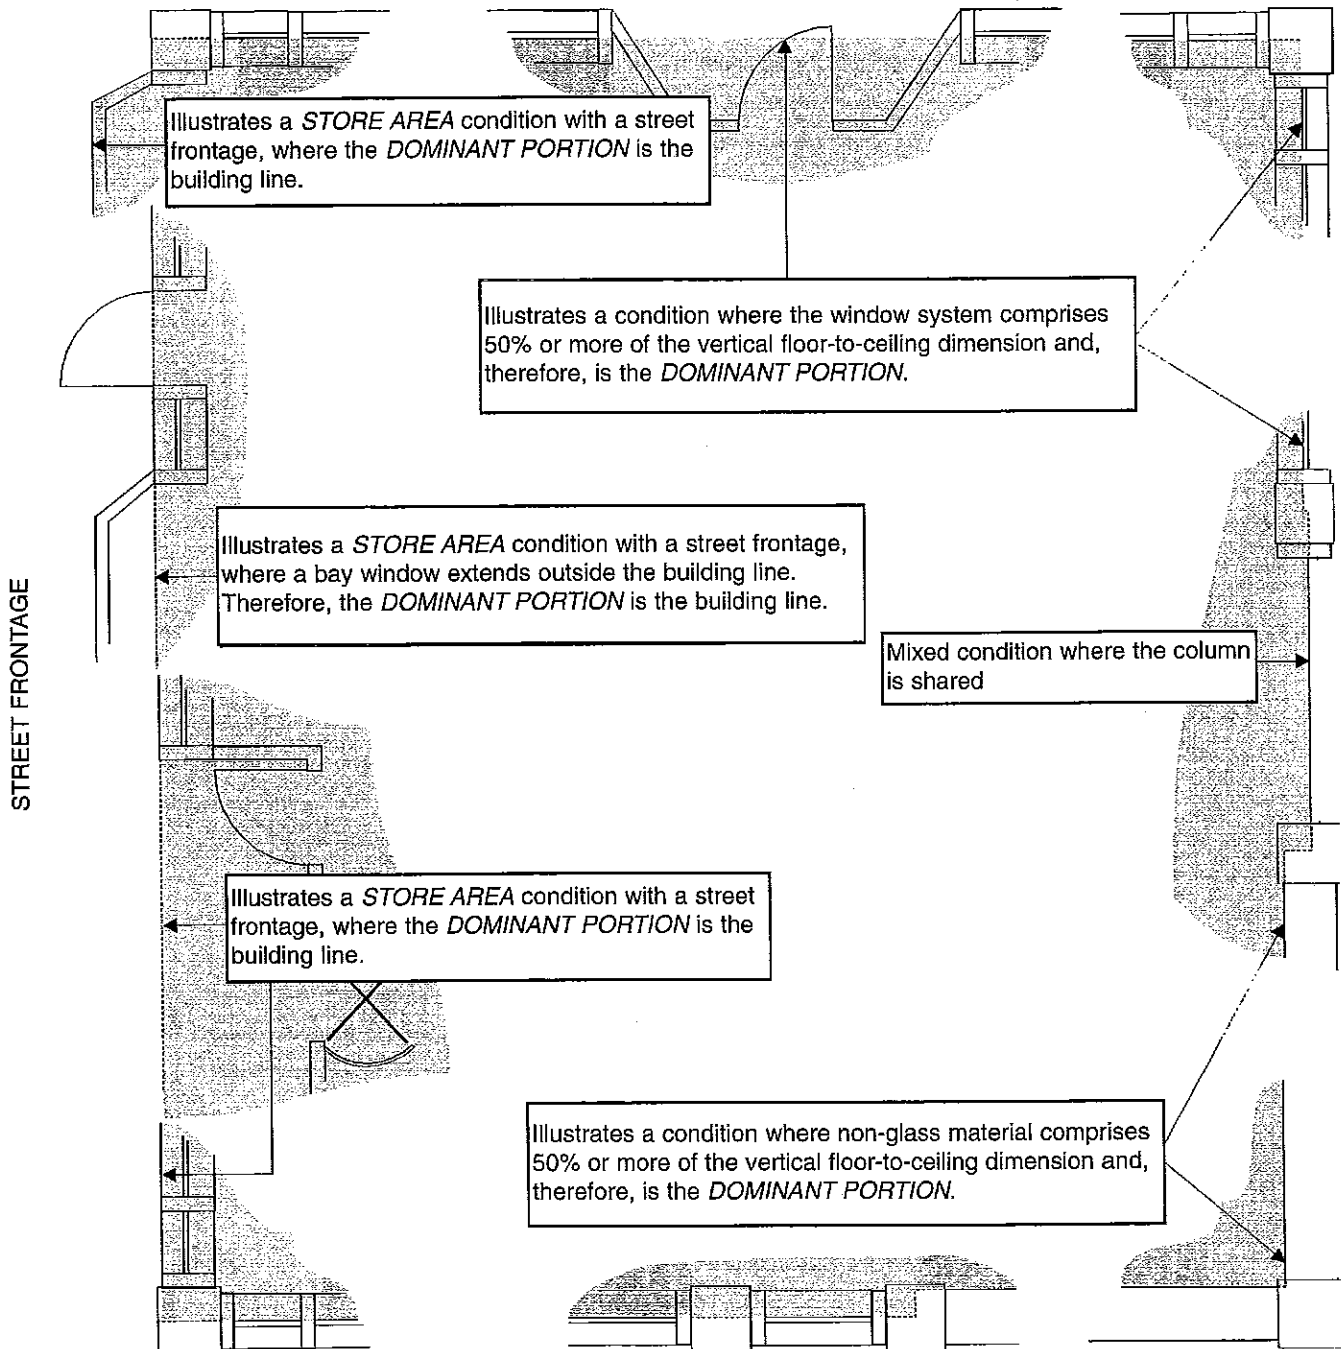 Illustrates a STORE AREA condition with a street
frontage, where the DOMINANT PORTION is the
building line.
Illustrates a condition where the window system comprises
50% or more of the vertical floor-to-ceiling dimension and,
therefore, is the DOMINANT PORTION.
Illustrates a STORE AREA condition with a street frontage,
where a bay window extends outside the building line.
Therefore, the DOMINANT PORTION is the building line.
STREET FRONTAGE
Mixed condition where the column
is shared
Illustrates a STORE AREA condition with a street
frontage, where the DOMINANT PORTION is the
building line.
Illustrates a condition where non-glass material comprises
50% or more of the vertical floor-to-ceiling dimension and,
therefore, is the DOMINANT PORTION.